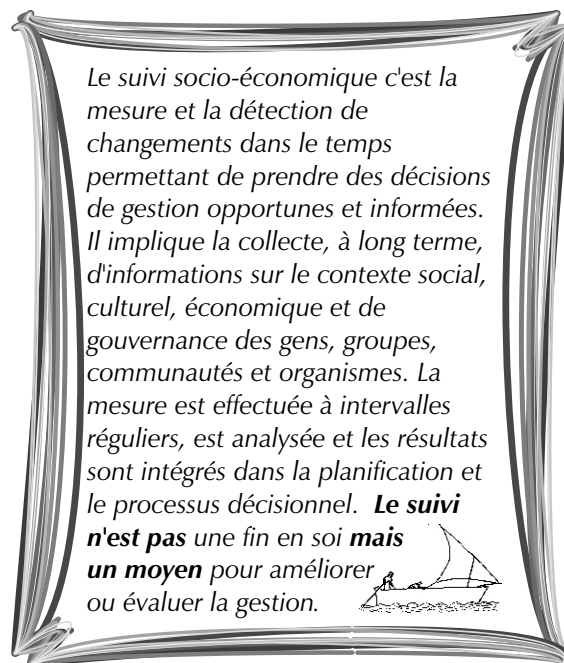 Le suivi socio-économique c'est la
mesure et la détection de
changements dans le temps
permettant de prendre des décisions
de gestion opportunes et informées.
Il implique la collecte, à long terme,
d'informations sur le contexte social,
culturel, économique et de
gouvernance des gens, groupes,
communautés et organismes. La
mesure est effectuée à intervalles
réguliers, est analysée et les résultats
sont intégrés dans la planification et
le processus décisionnel. Le suivi
n'est pas une fin en soi mais
un moyen pour améliorer
ou évaluer la gestion.